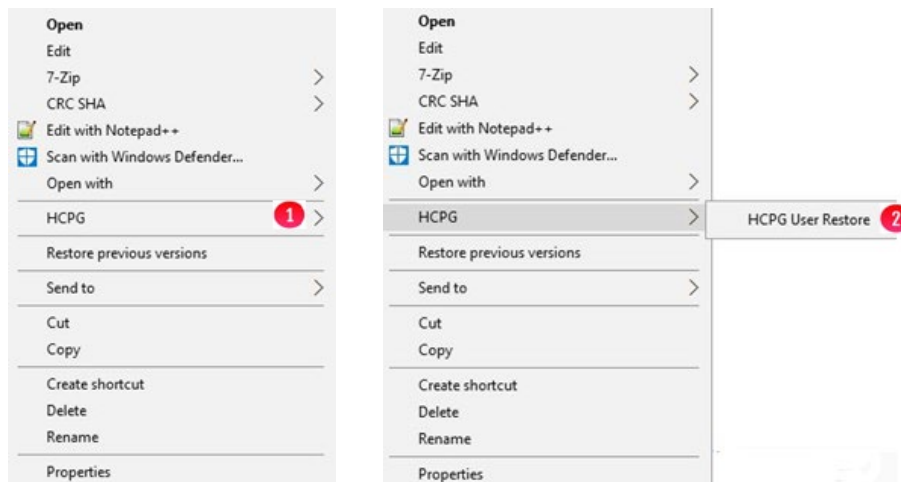 Open
Edit
7-Zip
CRC SHA
Edit with Notepad++
Scan with Windows Defender...
Open with
HCPG 1
Restore previous versions
Send to
Cut
Copy
Create shortcut
Delete
Rename
Properties
Open
Edit
7-Zip
CRC SHA
Edit with Notepad++
Scan with Windows Defender...
Open with
HCPG
HCPG User Restore 2
Restore previous versions
Send to
Cut
Copy
Create shortcut
Delete
Rename
Properties